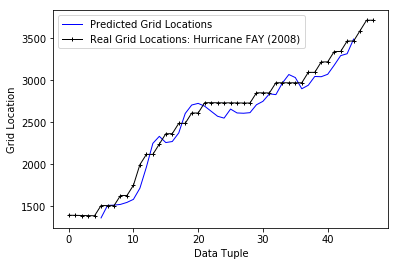 Predicted Grid Locations
Real Grid Locations: Hurricane FAY (2008)
3500
3000
2500
2000
1500
Grid Location
0
10
20
30
40
Data Tuple